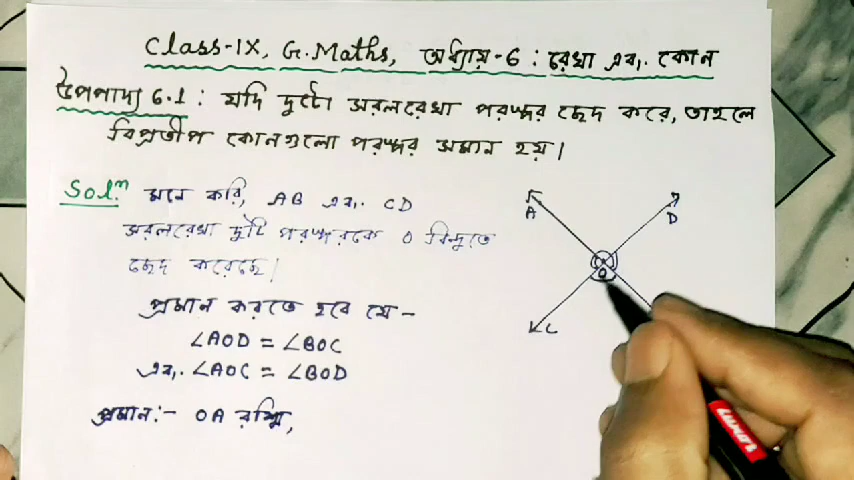 Class-IX, G.Maths, অধ্যায়-6 : রেখা এবং কোন
উপপাদ্য 6.1 : যদি দুটো সরলরেখা পরস্পর ছেদ করে, তাহলে
বিপ্রতীপ কোনগুলো পরস্পর সমান হয়।
Solⁿ. মনে করি, AB এবং CD
সরলরেখা দুটি পরস্পরকে O বিন্দুতে
ছেদ করেছে।
প্রমান করতে হবে যে-
∠AOD = ∠BOC
এবং ∠AOC = ∠BOD
প্রমান:- OA রশ্মি,
A
D
O
C